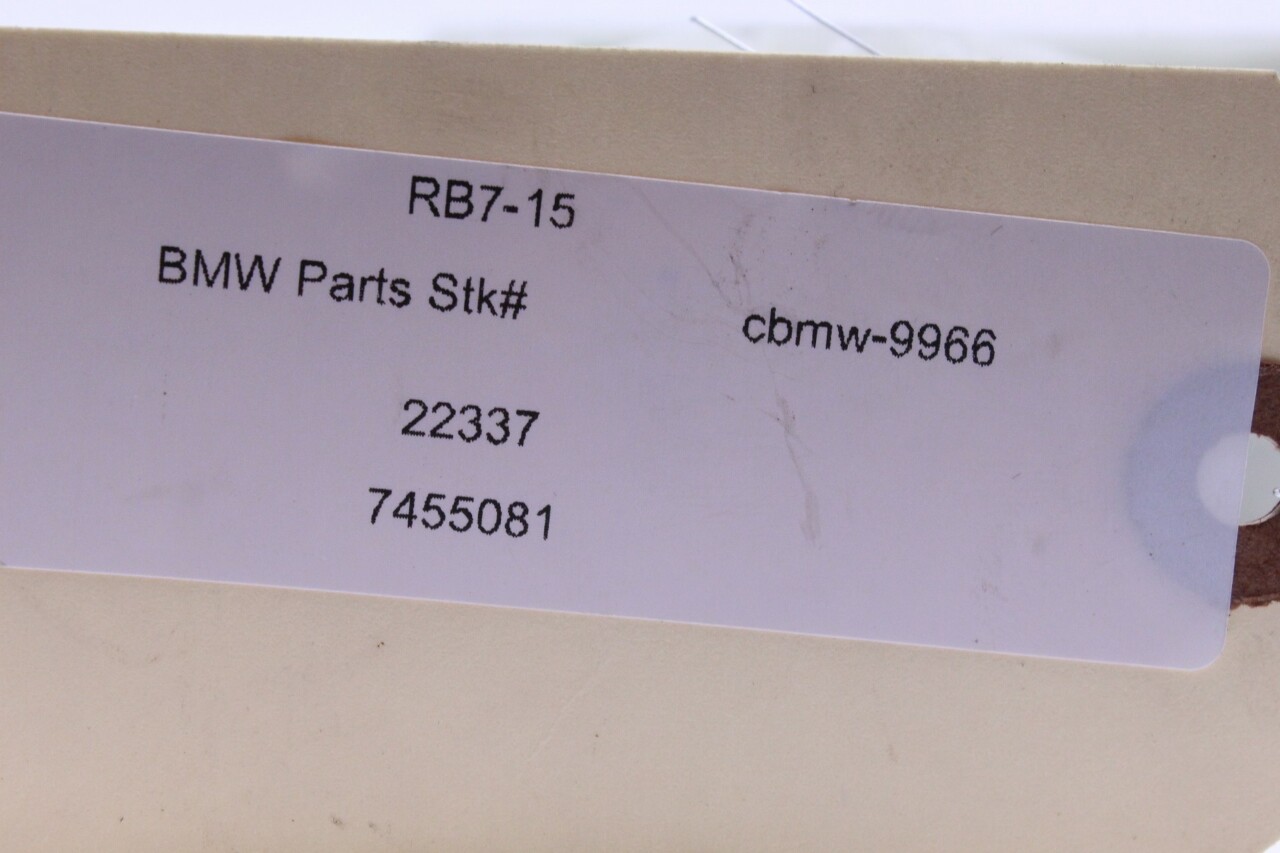 RB7-15
BMW Parts Stk#
cbmw-9966
22337
7455081